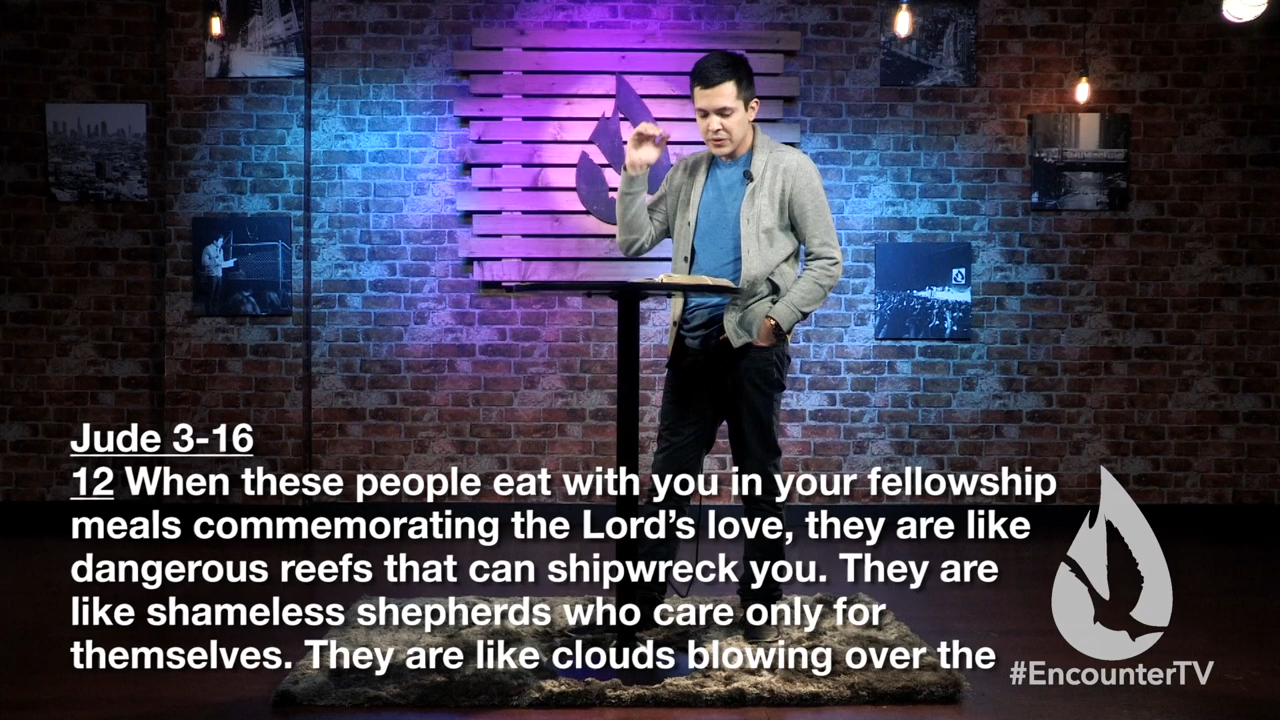 Jude 3-16
12 When these people eat with you in your fellowship
meals commemorating the Lord’s love, they are like
dangerous reefs that can shipwreck you. They are
like shameless shepherds who care only for
themselves. They are like clouds blowing over the
#EncounterTV